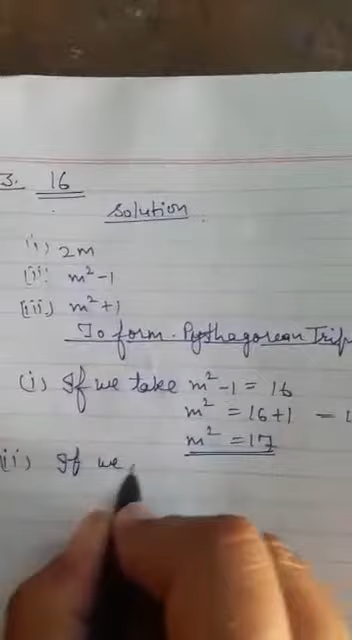 3. 16
Solution
(i) 2m
(ii) m²-1
(iii) m²+1
To form Pythagorean Trip
(i) If we take m²-1 = 16
m² = 16+1
m² = 17
(ii) If we